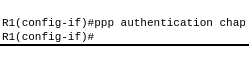 R1(config-if)#ppp authentication chap
R1(config-if)#